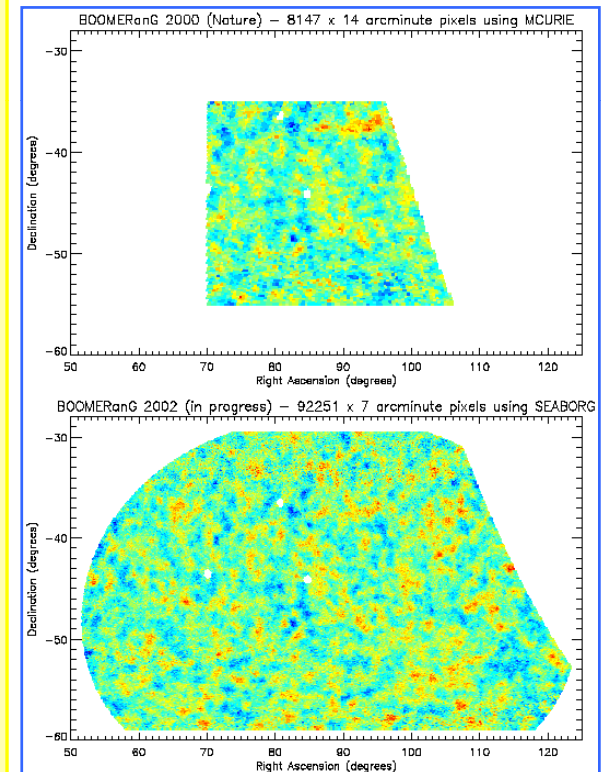 BOOMERanG 2000 (Nature) – 8147 x 14 arcminute pixels using MCURIE
−30
−40
−50
−60
Declination (degrees)
50 60 70 80 90 100 110 120
Right Ascension (degrees)
BOOMERanG 2002 (in progress) – 92251 x 7 arcminute pixels using SEABORG
−30
−40
−50
−60
Declination (degrees)
50 60 70 80 90 100 110 120
Right Ascension (degrees)